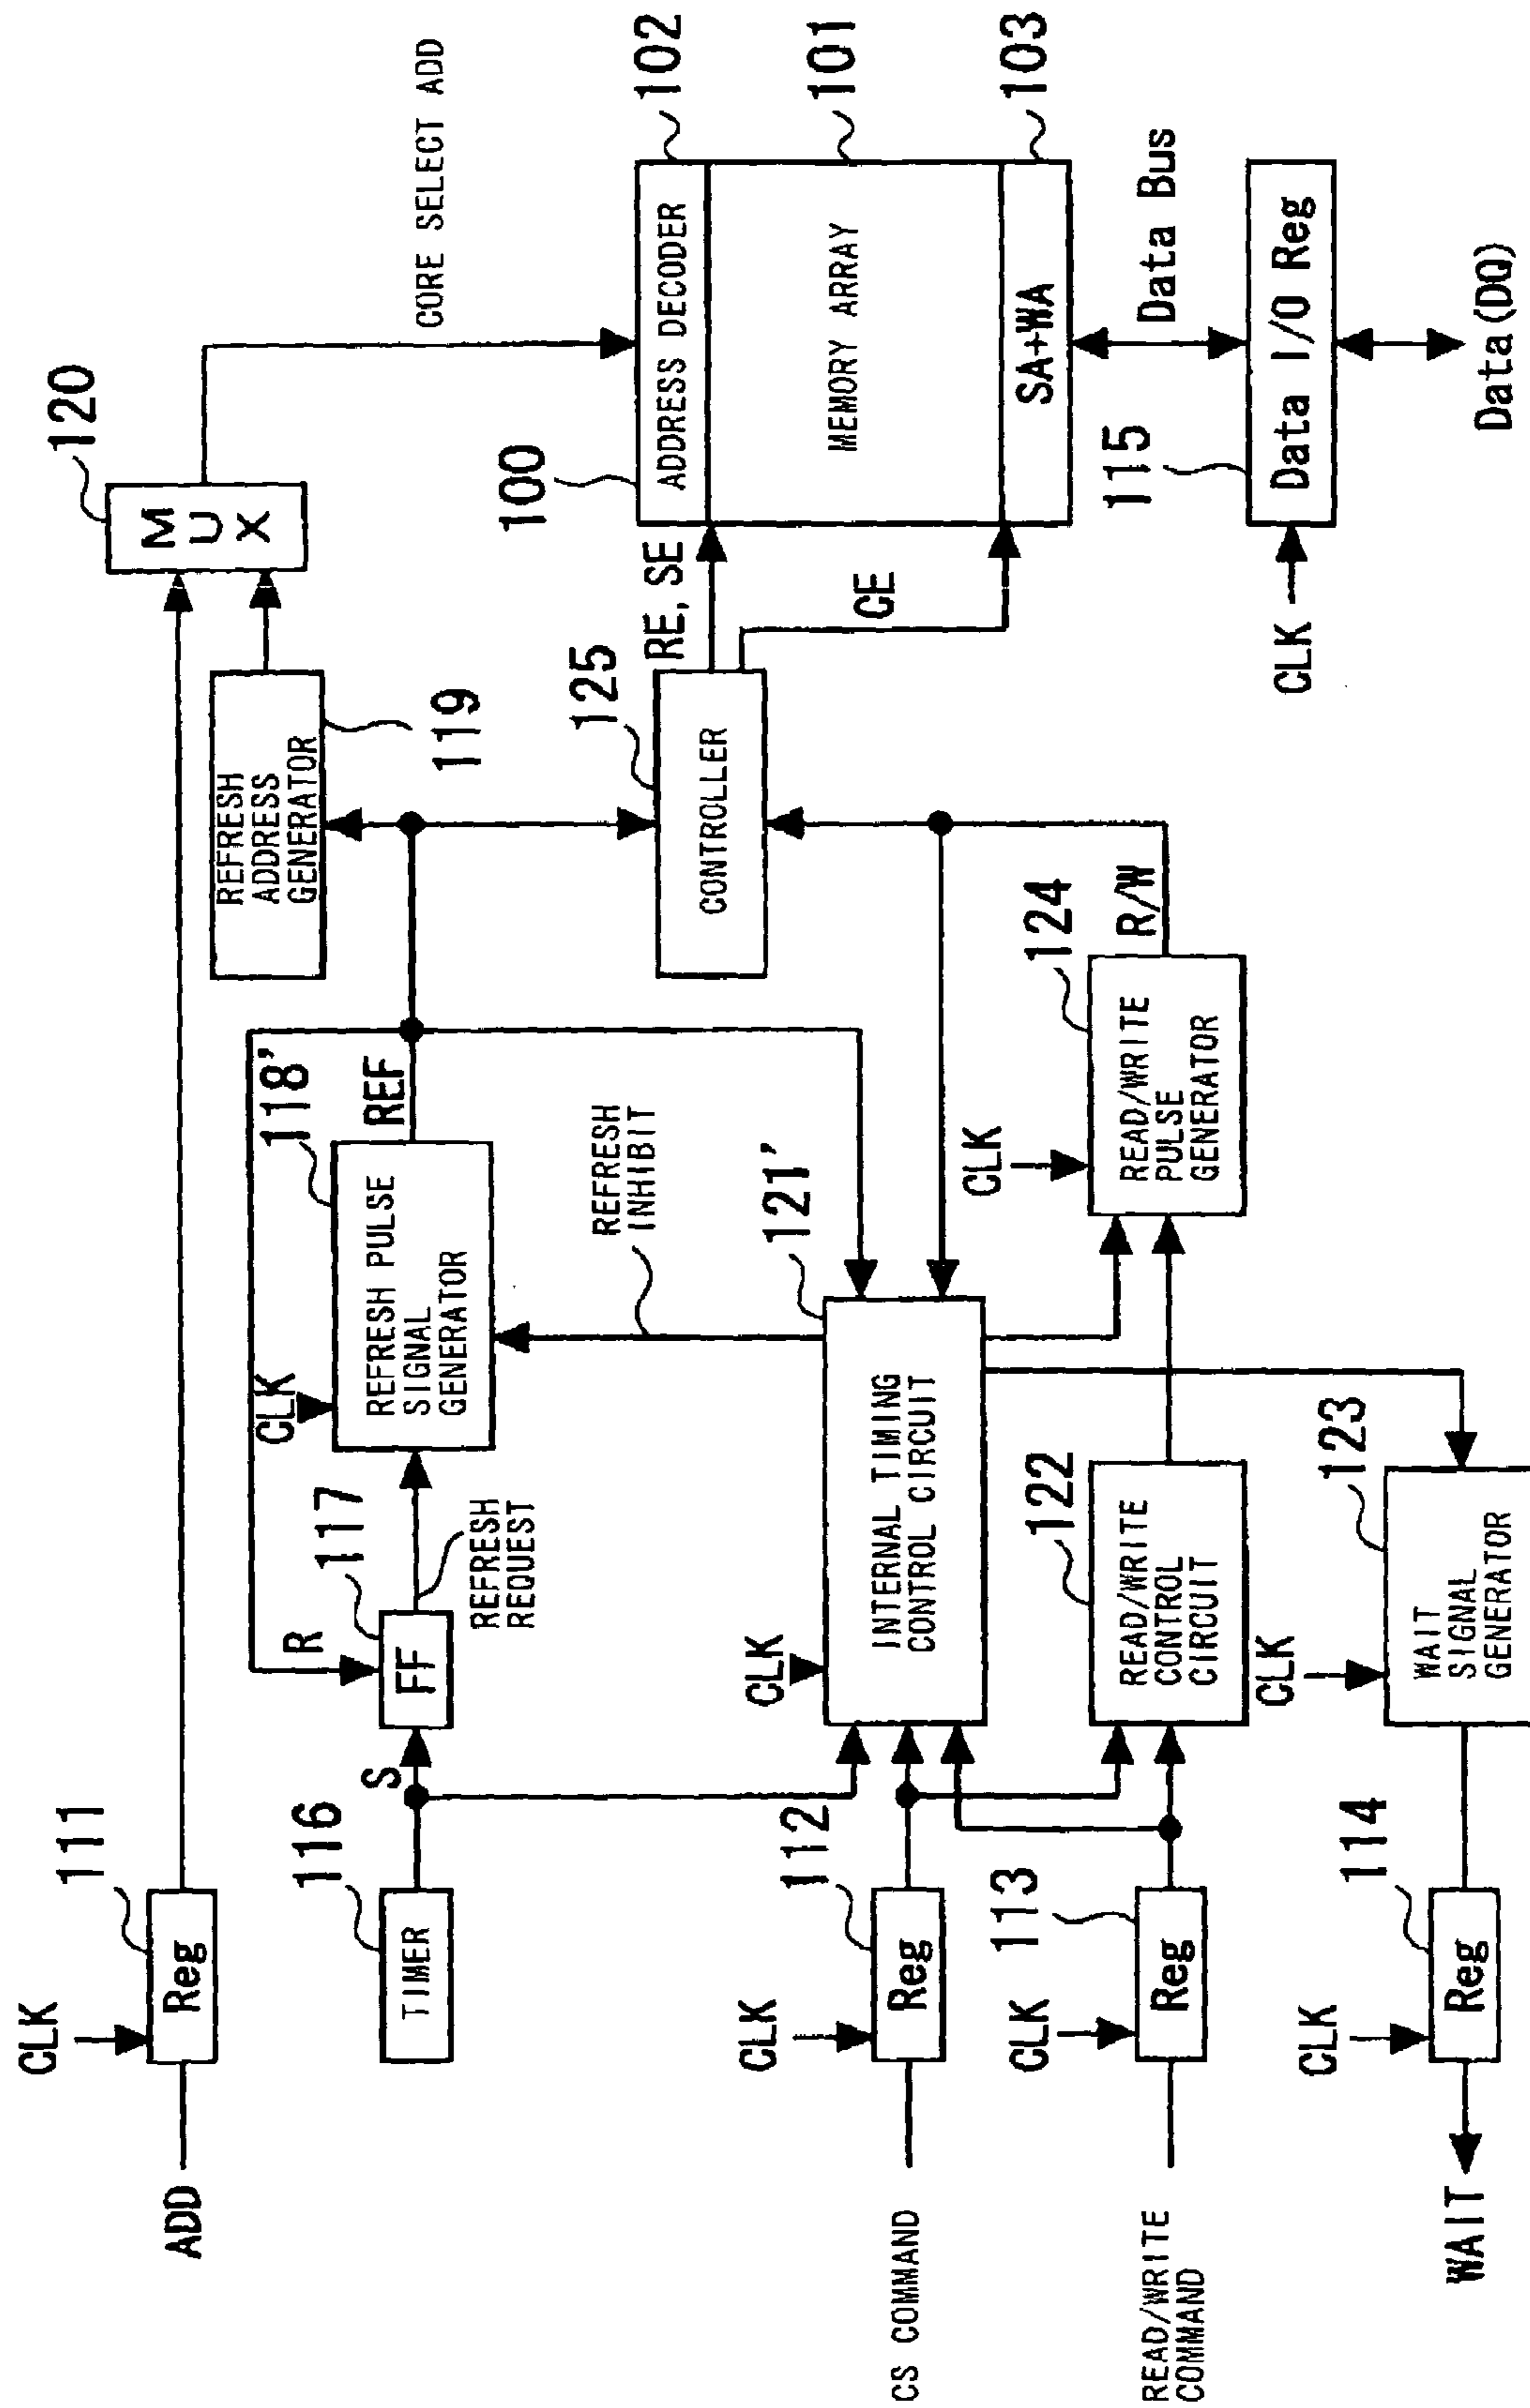 CORE SELECT ADD
120
MUX
102
101
103
100
ADDRESS DECODER
MEMORY ARRAY
SA+WA
Data Bus
115
Data I/O Reg
CLK
Data(DQ)
RE, SE
CE
REFRESH
ADDRESS
GENERATOR
119
125
CONTROLLER
118'
REF
REFRESH PULSE
SIGNAL
GENERATOR
CLK
REFRESH
INHIBIT
121'
INTERNAL TIMING
CONTROL CIRCUIT
CLK
124
R/W
READ/WRITE
PULSE
GENERATOR
CLK
117
R
FF
S
REFRESH
REQUEST
122
READ/WRITE
CONTROL
CIRCUIT
123
WAIT
SIGNAL
GENERATOR
CLK
111
Reg
CLK
ADD
116
TIMER
112
Reg
CLK
CS COMMAND
113
Reg
CLK
READ/WRITE
COMMAND
114
Reg
CLK
WAIT